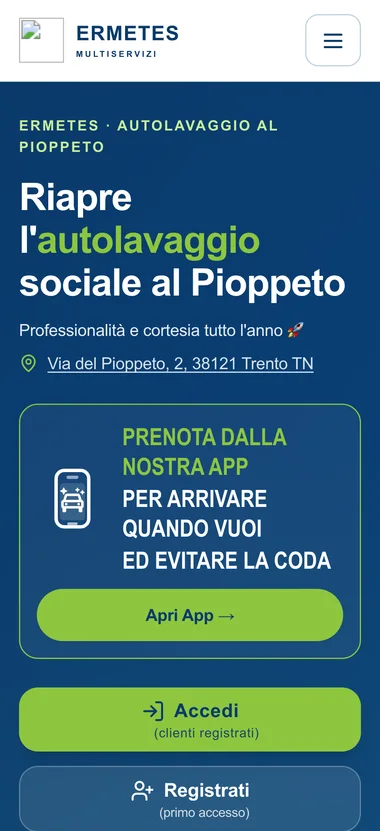 ERMETES
MULTISERVIZI
ERMETES · AUTOLAVAGGIO AL
PIOPPETO
Riapre
l'autolavaggio
sociale al Pioppeto
Professionalità e cortesia tutto l'anno 🚀
Via del Pioppeto, 2, 38121 Trento TN
PRENOTA DALLA
NOSTRA APP
PER ARRIVARE
QUANDO VUOI
ED EVITARE LA CODA
Apri App →
Accedi
(clienti registrati)
Registrati
(primo accesso)